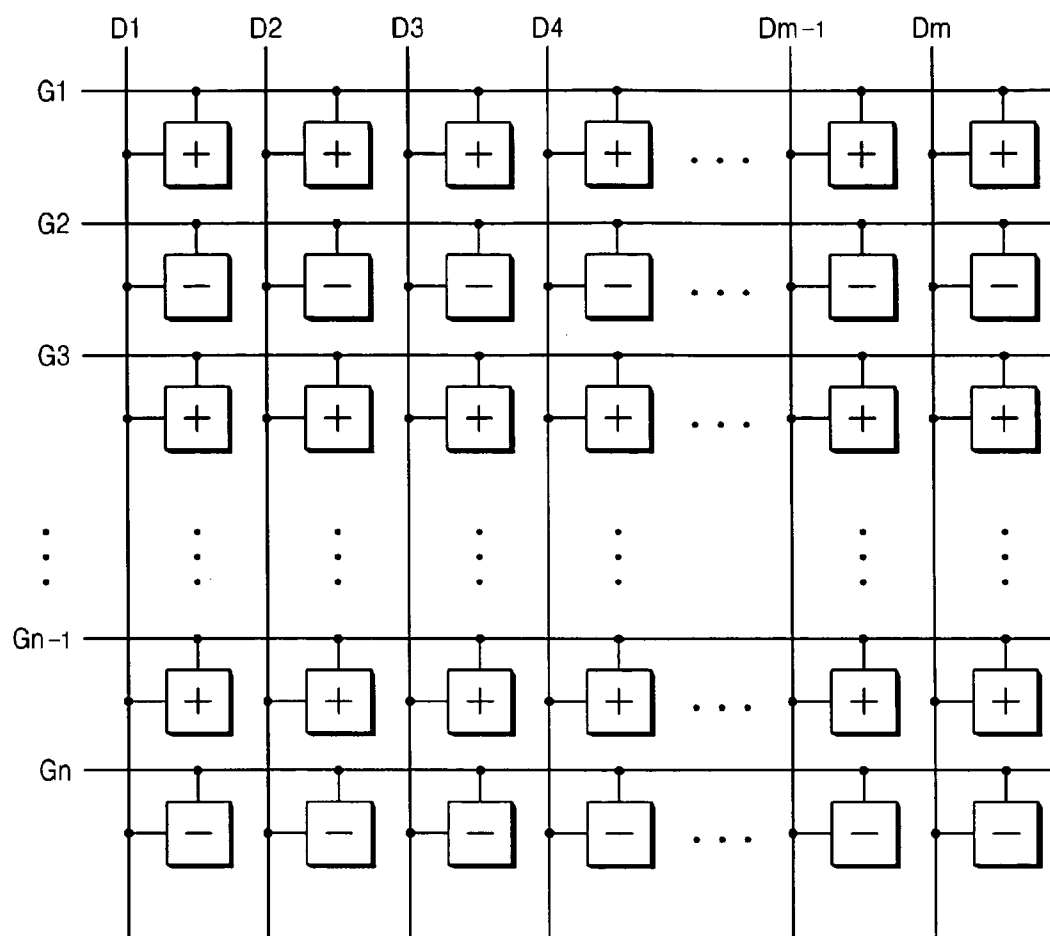 D1 D2 D3 D4 Dm-1 Dm
G1
+ + + + ... + +
G2
− − − − ... − −
G3
+ + + + ... + +
Gn-1
+ + + + ... + +
Gn
− − − − ... − −